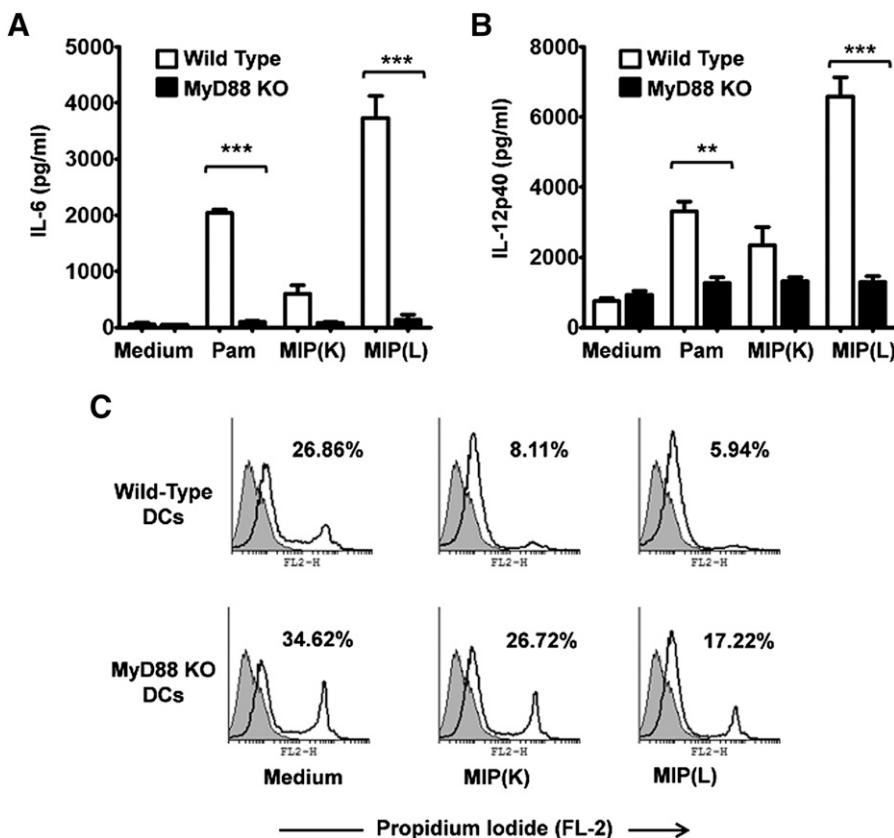 A
B
5000
4000
3000
2000
1000
0
IL-6 (pg/ml)
Wild Type
MyD88 KO
***
***
Medium Pam MIP(K) MIP(L)
8000
6000
4000
2000
0
IL-12p40 (pg/ml)
Wild Type
MyD88 KO
**
***
Medium Pam MIP(K) MIP(L)
C
Wild-Type
DCs
26.86% 8.11% 5.94%
FL2-H FL2-H FL2-H
MyD88 KO
DCs
34.62% 26.72% 17.22%
FL2-H FL2-H FL2-H
Medium MIP(K) MIP(L)
Propidium Iodide (FL-2)